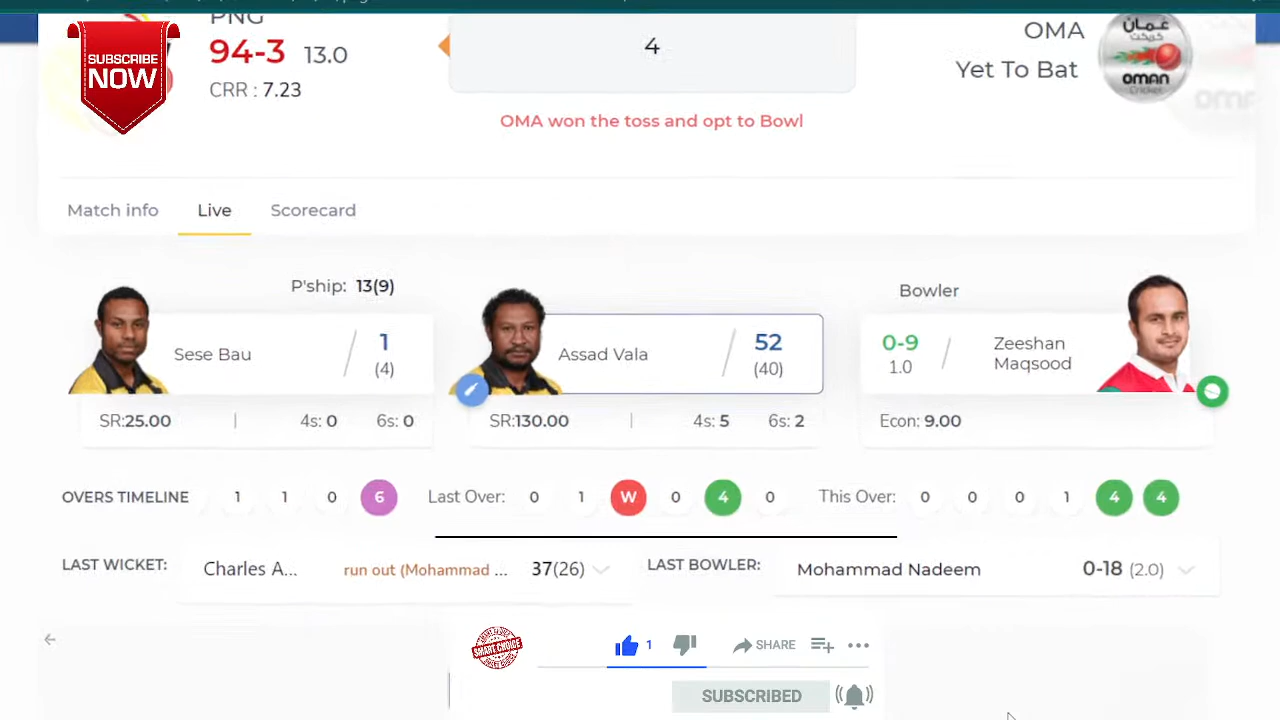 PNG
94-3 13.0
CRR : 7.23
SUBSCRIBE
NOW
4
OMA won the toss and opt to Bowl
OMA
Yet To Bat
عُمان
كريكت
OMAN
Cricket
Match info Live Scorecard
P'ship: 13(9)
Sese Bau 1
(4)
SR:25.00 | 4s: 0 6s: 0
Assad Vala 52
(40)
SR:130.00 | 4s: 5 6s: 2
Bowler
0-9
1.0
Zeeshan
Maqsood
Econ: 9.00
OVERS TIMELINE 1 1 0 6 Last Over: 0 1 W 0 4 0 This Over: 0 0 0 1 4 4
LAST WICKET: Charles A... run out (Mohammad ... 37(26) LAST BOWLER: Mohammad Nadeem 0-18 (2.0)
SMART CHOICE
1 SHARE
SUBSCRIBED